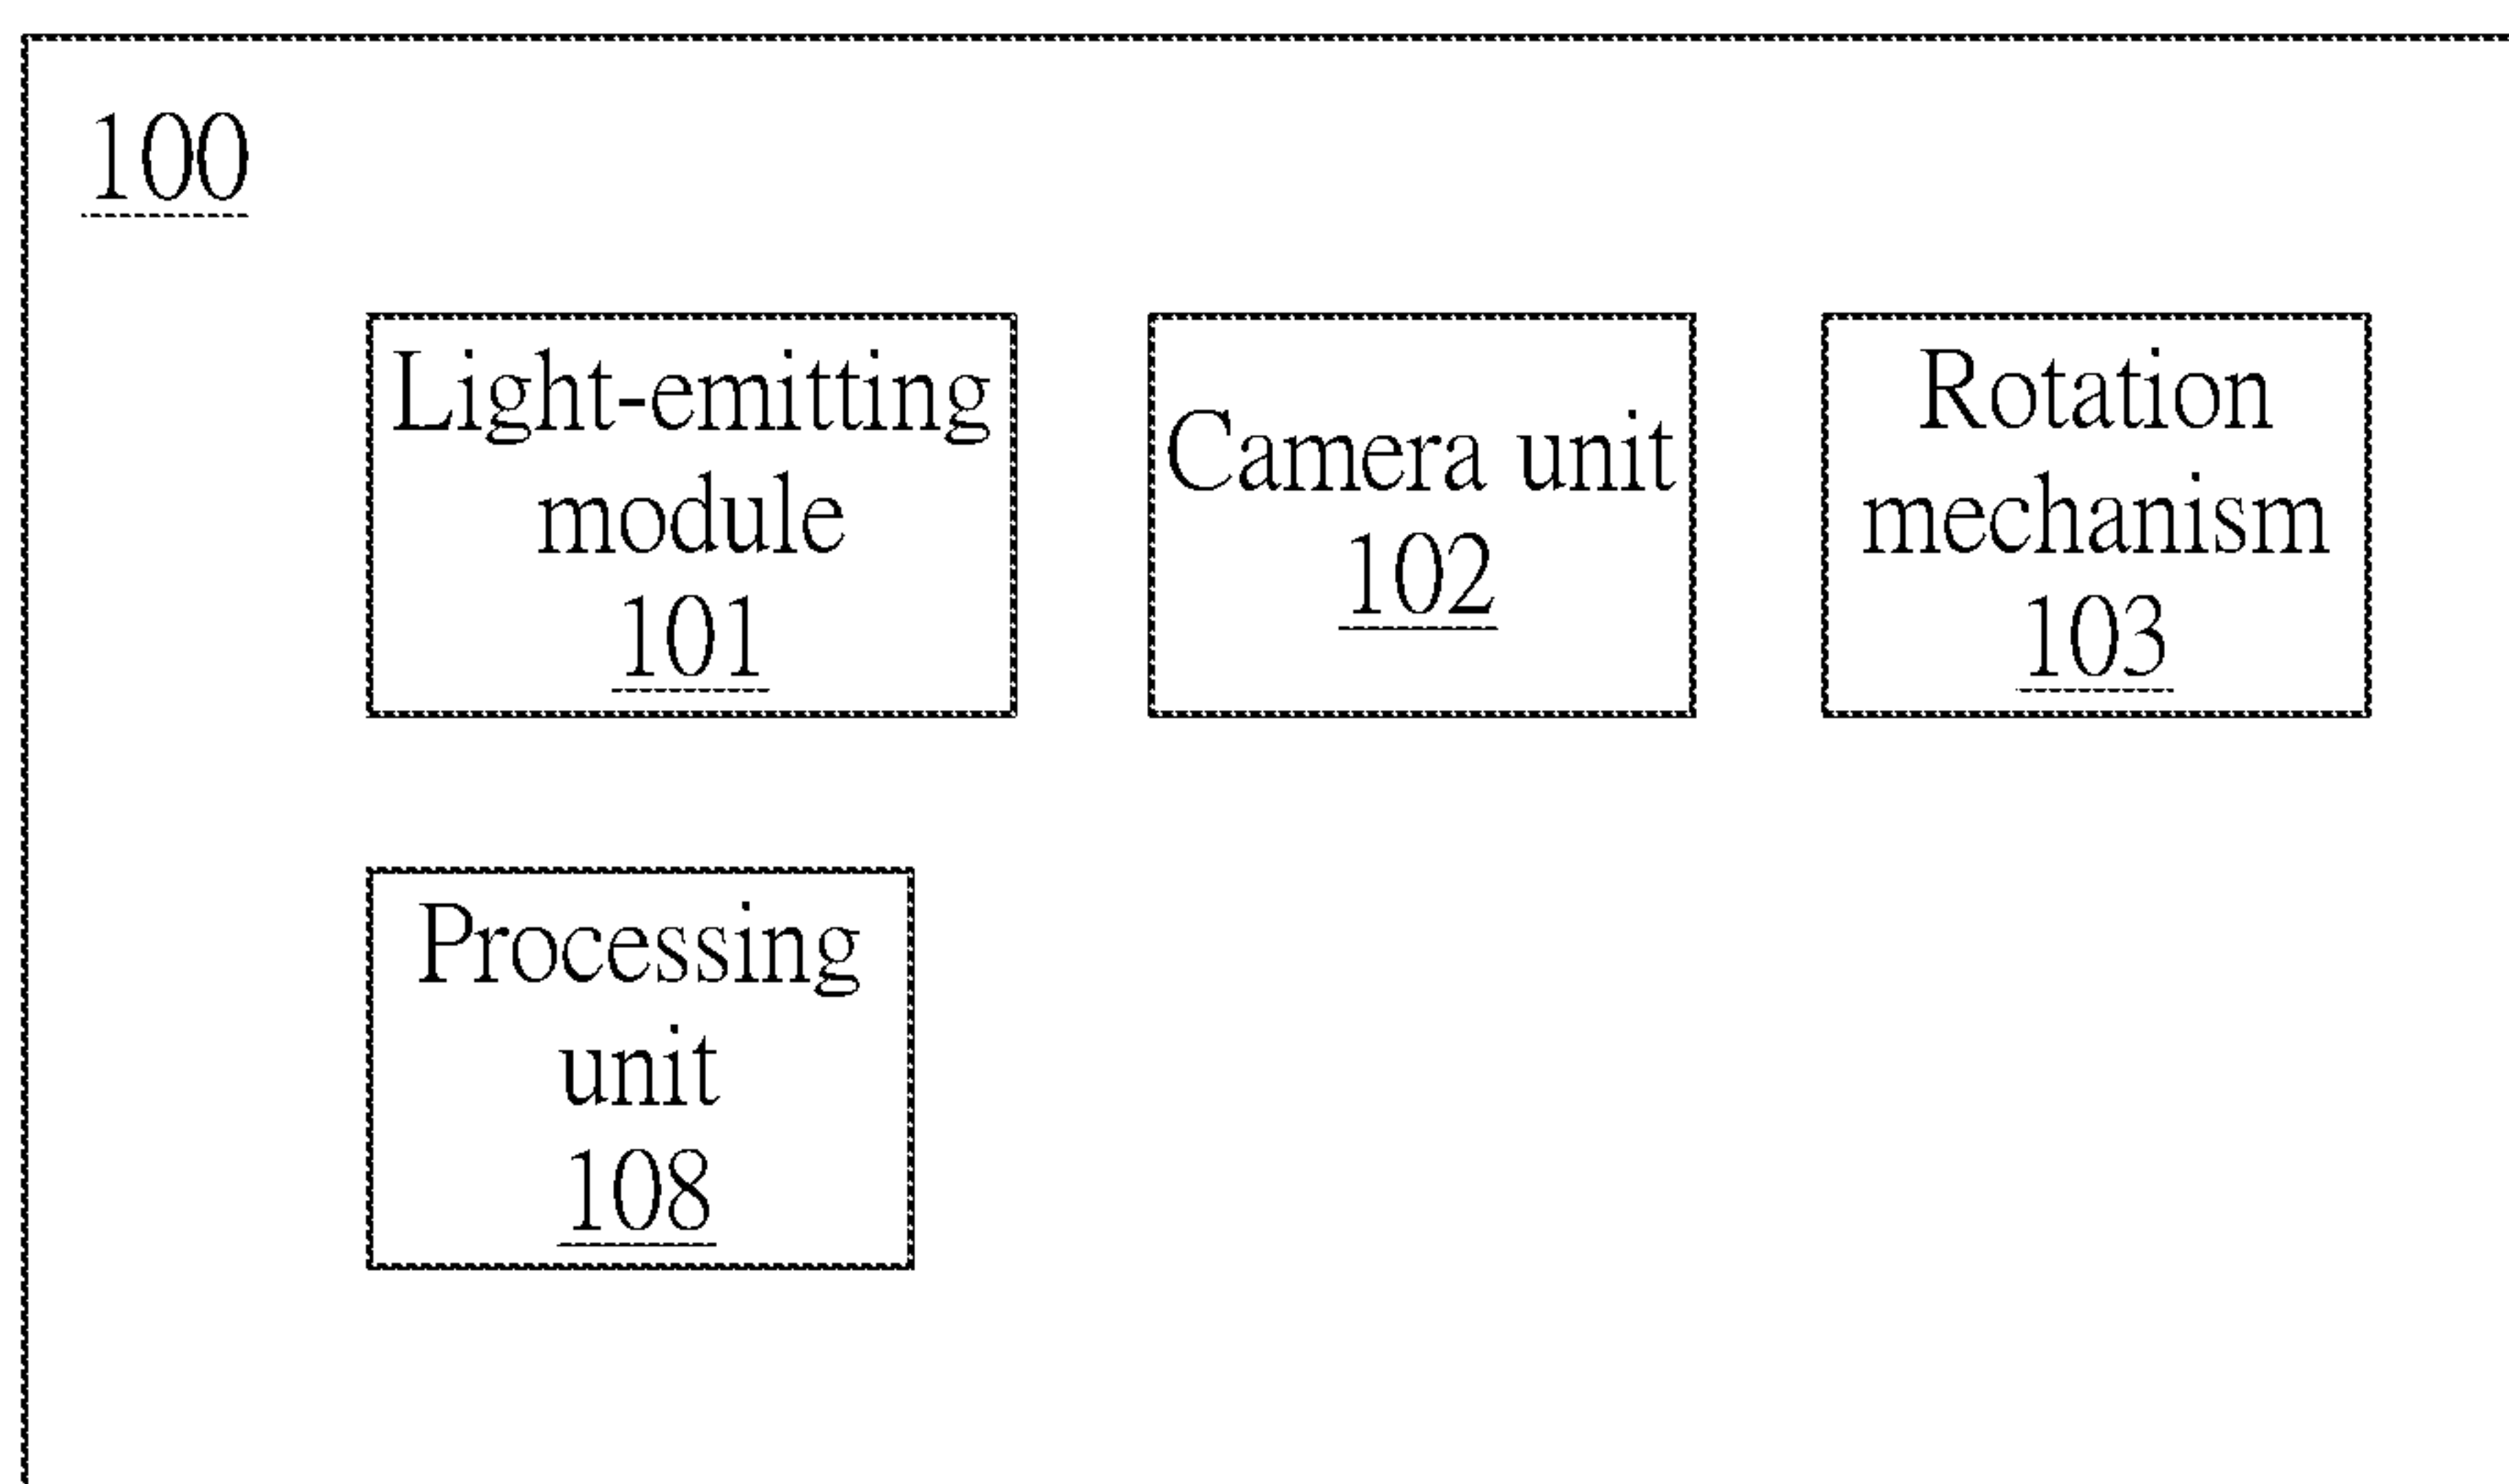 100
Light-emitting
module
101
Camera unit
102
Rotation
mechanism
103
Processing
unit
108